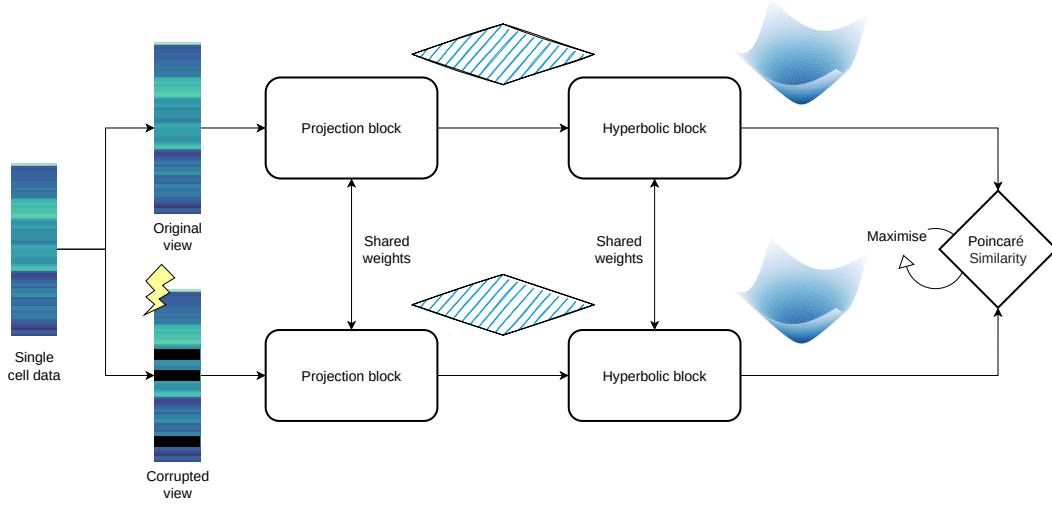 Projection block
Hyperbolic block
Original
view
Shared
weights
Shared
weights
Maximise
Poincaré
Similarity
Single
cell data
Projection block
Hyperbolic block
Corrupted
view